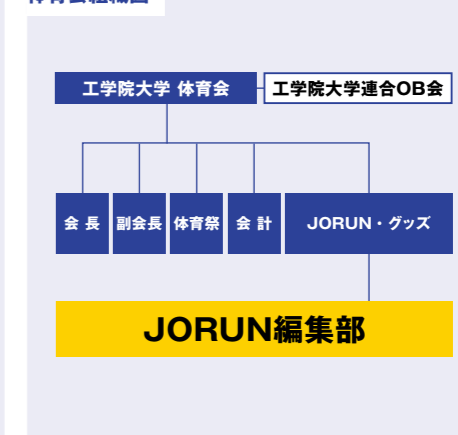 工学院大学 体育会
工学院大学連合OB会
会 長
副会長
体育祭
会 計
JORUN・グッズ
JORUN編集部